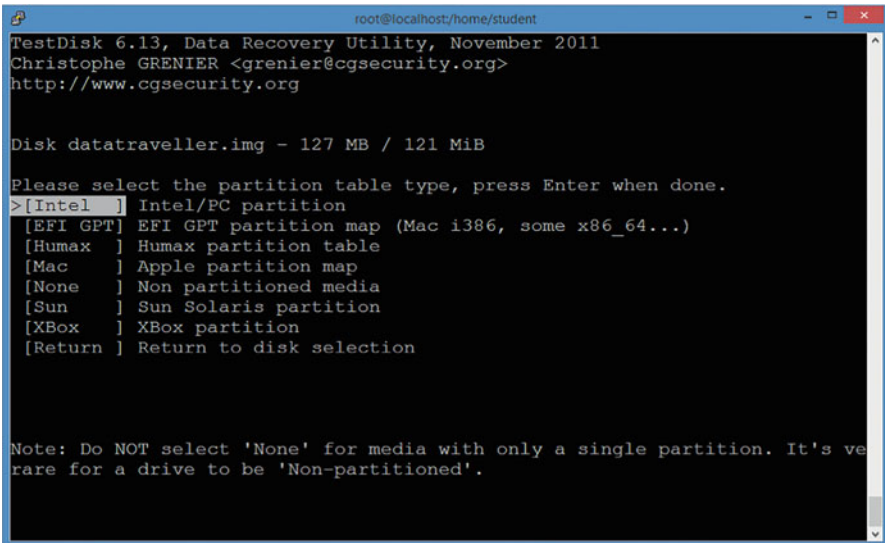 root@localhost:/home/student
TestDisk 6.13, Data Recovery Utility, November 2011
Christophe GRENIER <grenier@cgsecurity.org>
http://www.cgsecurity.org
Disk datatraveller.img - 127 MB / 121 MiB
Please select the partition table type, press Enter when done.
>[Intel  ] Intel/PC partition
[EFI GPT] EFI GPT partition map (Mac i386, some x86_64...)
[Humax  ] Humax partition table
[Mac    ] Apple partition map
[None   ] Non partitioned media
[Sun    ] Sun Solaris partition
[XBox   ] XBox partition
[Return ] Return to disk selection
Note: Do NOT select 'None' for media with only a single partition. It's ve
rare for a drive to be 'Non-partitioned'.